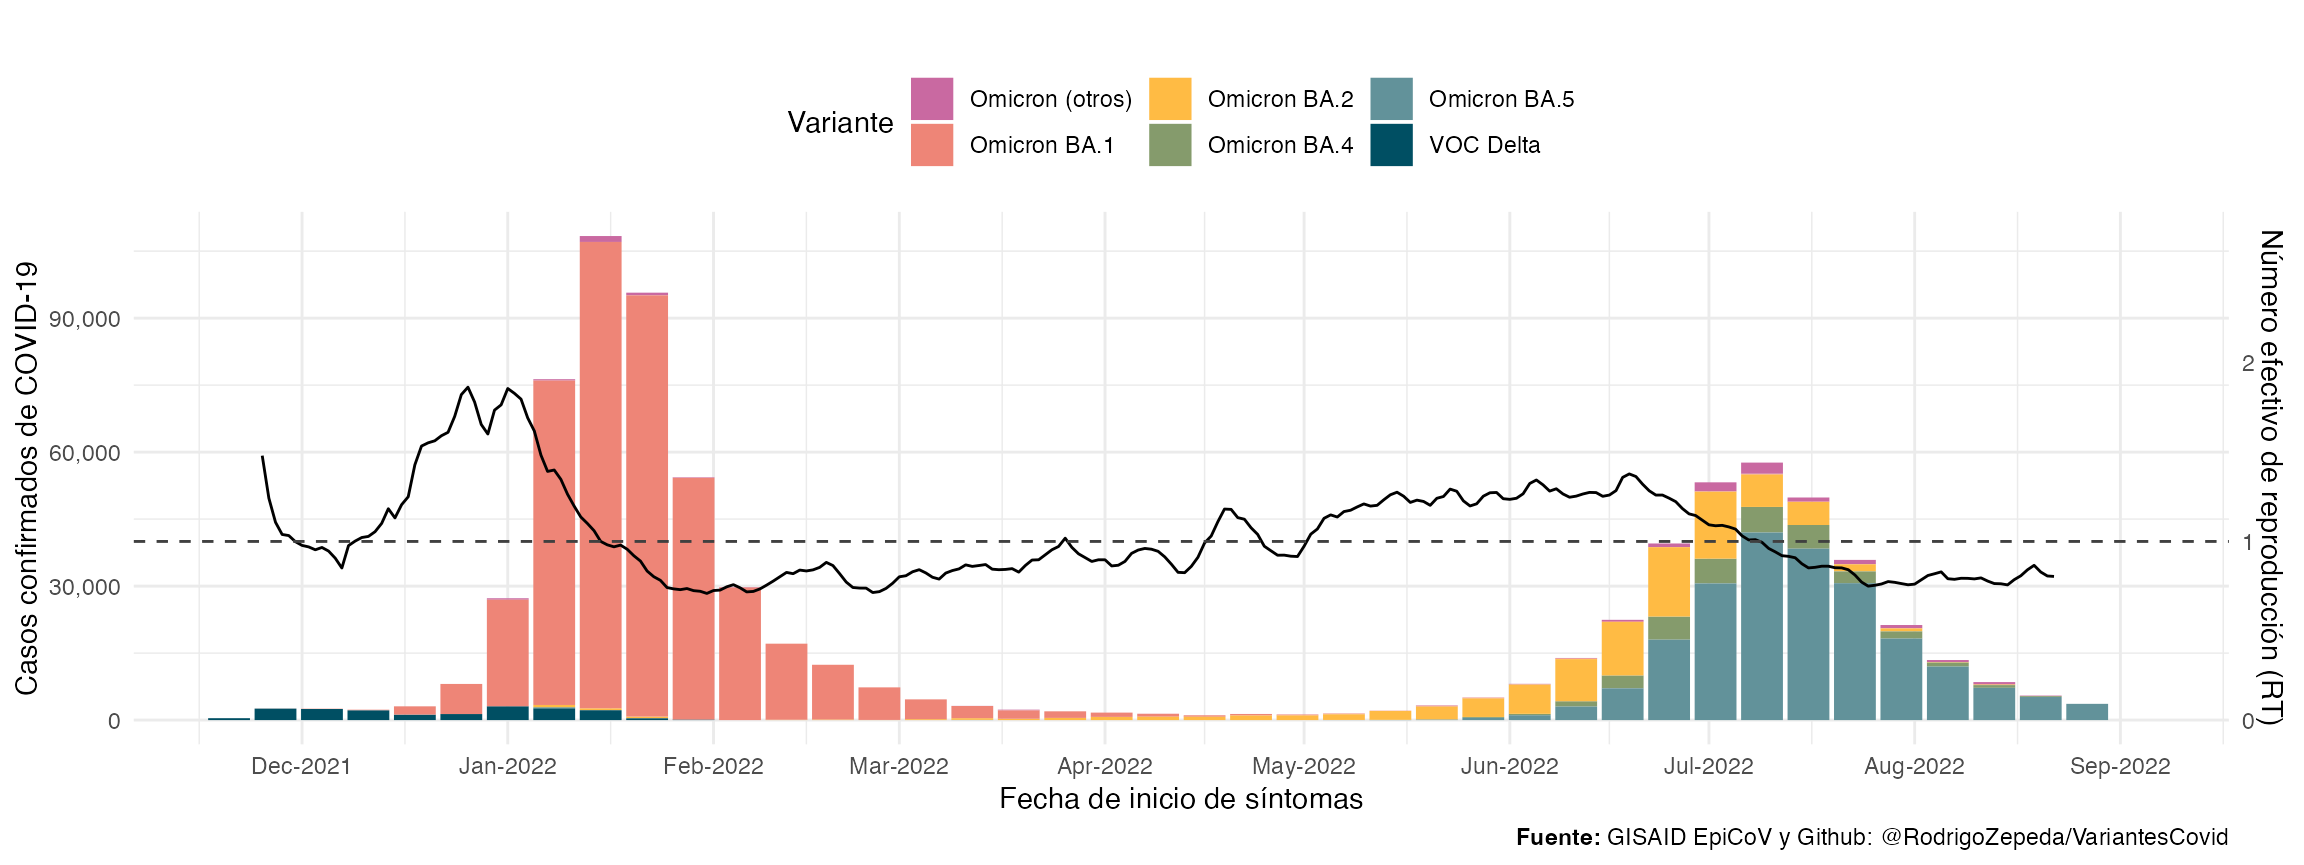 Variante
Omicron (otros)
Omicron BA.1
Omicron BA.2
Omicron BA.4
Omicron BA.5
VOC Delta
Casos confirmados de COVID-19
90,000
60,000
30,000
0
Número efectivo de reproducción (RT)
2
1
0
Dec-2021
Jan-2022
Feb-2022
Mar-2022
Apr-2022
May-2022
Jun-2022
Jul-2022
Aug-2022
Sep-2022
Fecha de inicio de síntomas
Fuente: GISAID EpiCoV y Github: @RodrigoZepeda/VariantesCovid